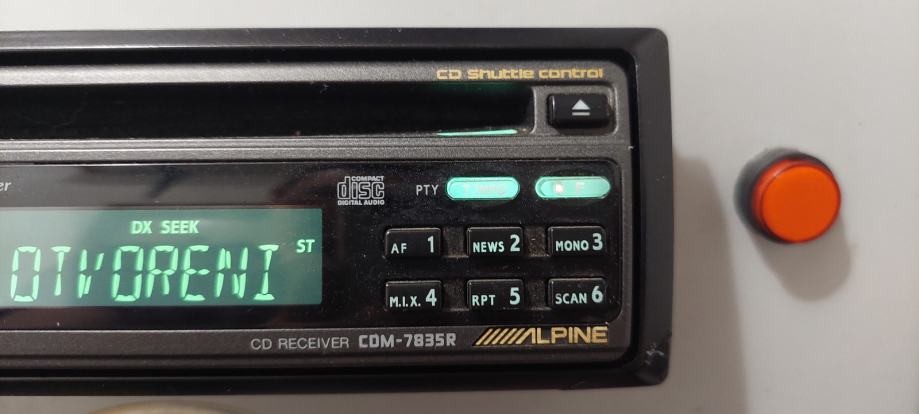 CD Shuttle control
er
COMPACT
disc
DIGITAL AUDIO
PTY
F
DX SEEK
ST
OTVORENI
AF 1
NEWS 2
MONO 3
M.I.X. 4
RPT 5
SCAN 6
CD RECEIVER CDM-7835R
ALPINE